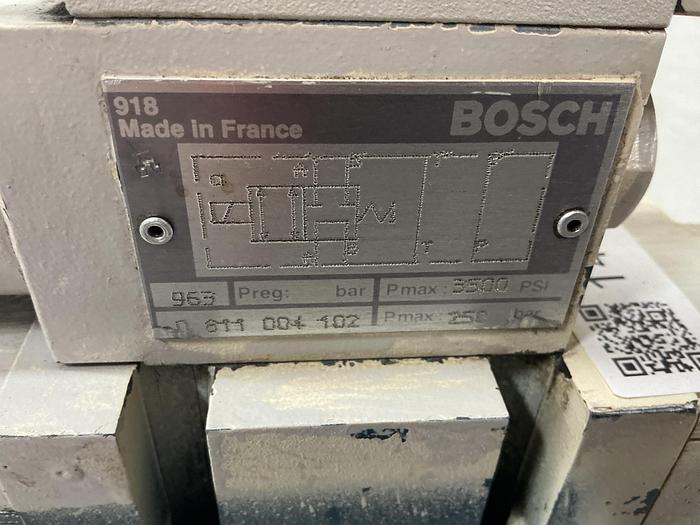 918
Made in France
BOSCH
a A B T P
A B T P
963 Preg: bar Pmax: 3500 PSI
0 811 004 102 Pmax: 250 bar